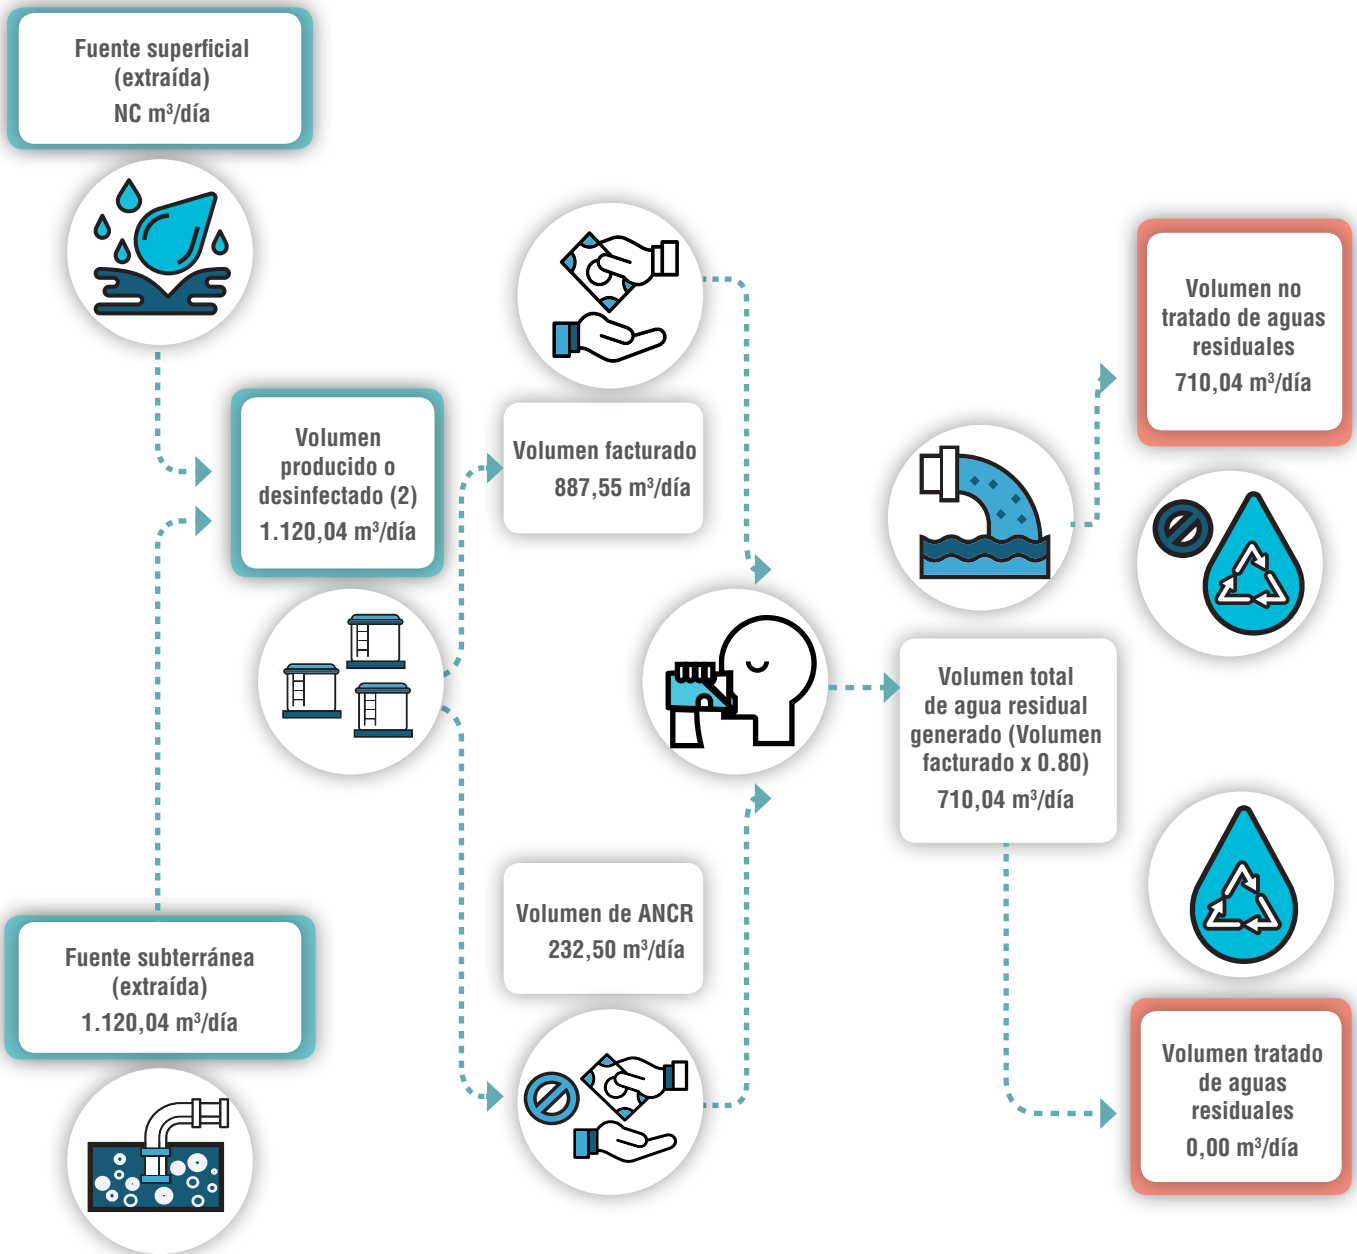 Fuente superficial
(extraída)
NC m³/día
Volumen
producido o
desinfectado (2)
1.120,04 m³/día
Fuente subterránea
(extraída)
1.120,04 m³/día
Volumen facturado
887,55 m³/día
Volumen de ANCR
232,50 m³/día
Volumen total
de agua residual
generado (Volumen
facturado x 0.80)
710,04 m³/día
Volumen no
tratado de aguas
residuales
710,04 m³/día
Volumen tratado
de aguas
residuales
0,00 m³/día